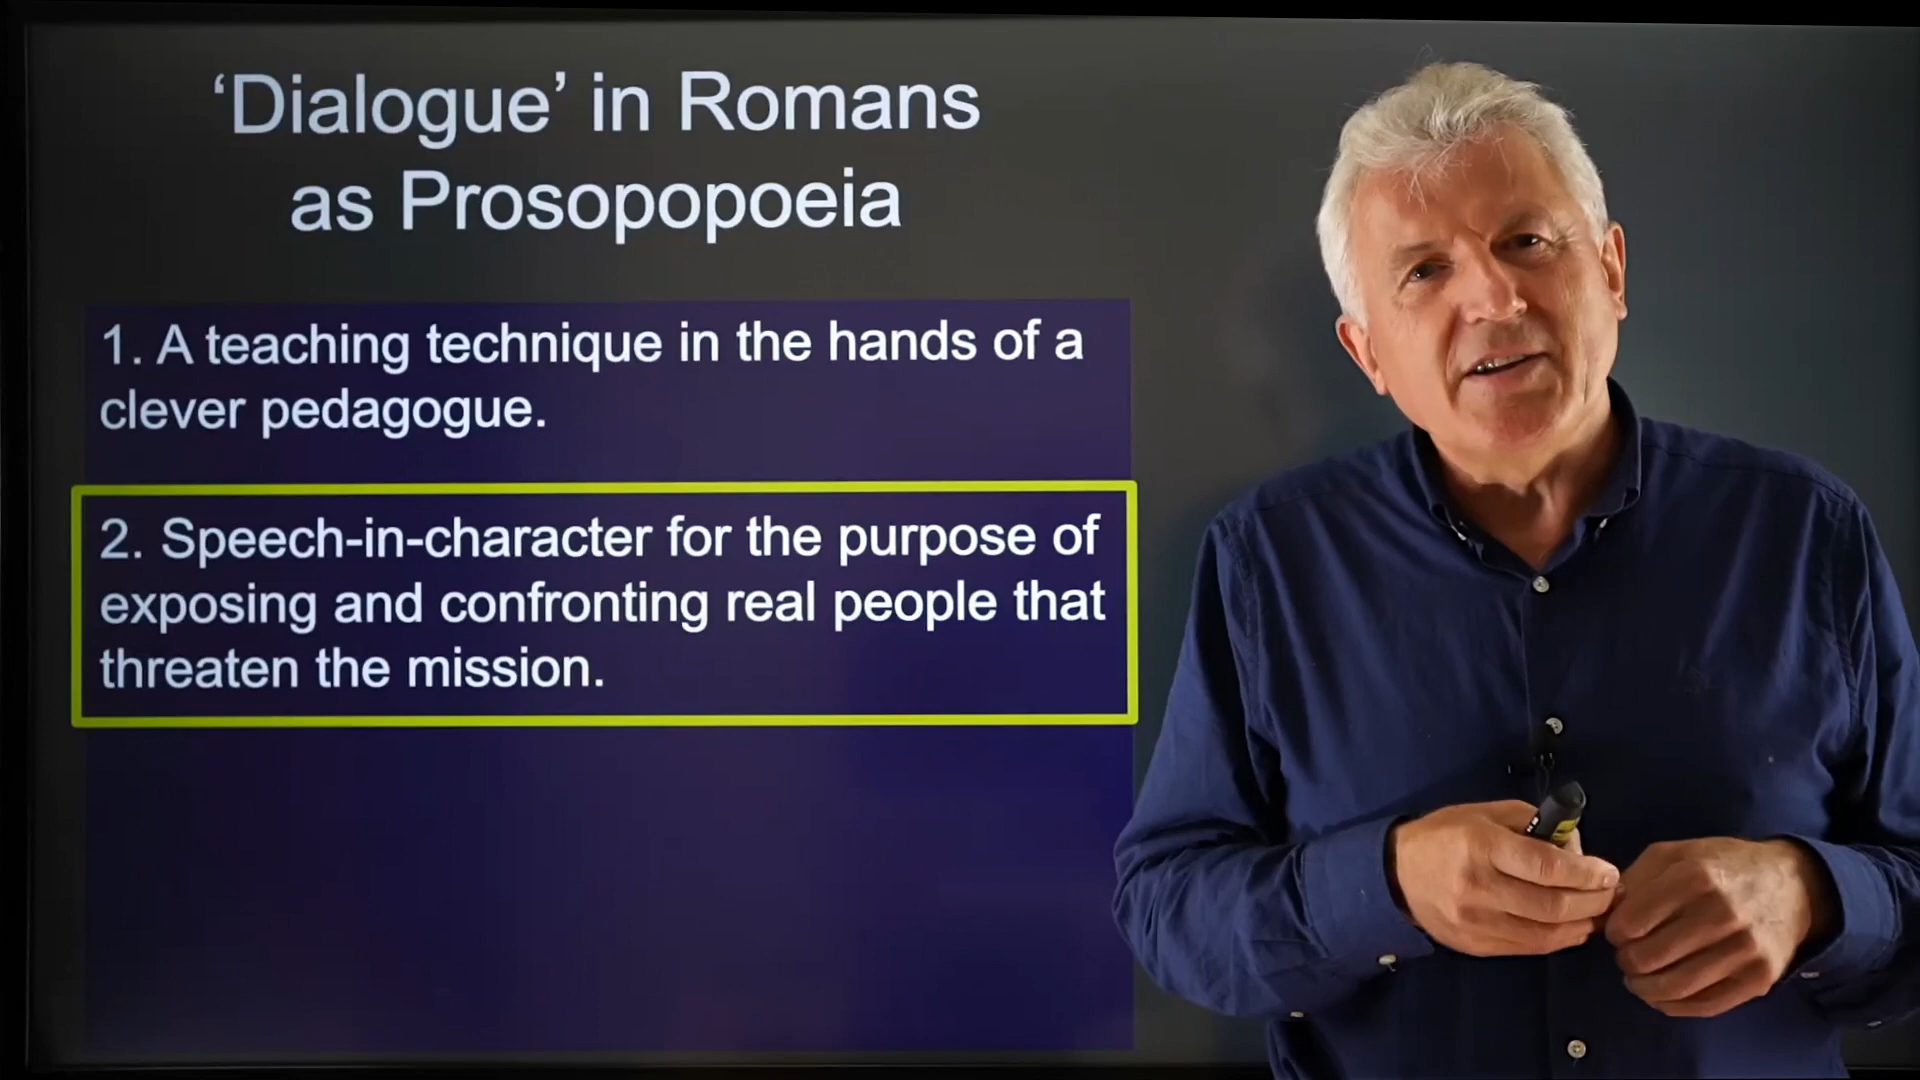 ‘Dialogue’ in Romans
as Prosopopoeia
1. A teaching technique in the hands of a
clever pedagogue.
2. Speech-in-character for the purpose of
exposing and confronting real people that
threaten the mission.